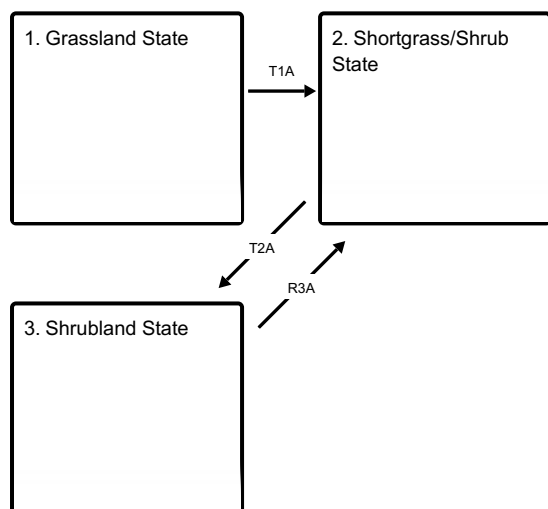 1. Grassland State
2. Shortgrass/Shrub
State
T1A
T2A
R3A
3. Shrubland State